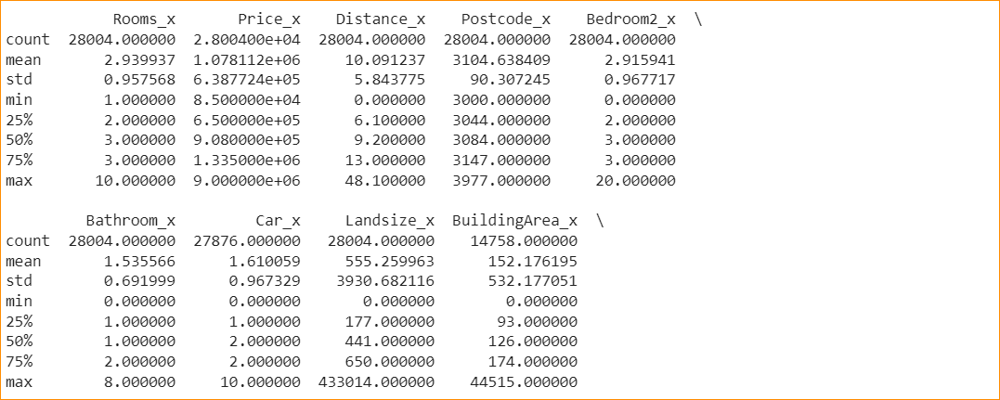 Rooms_x Price_x Distance_x Postcode_x Bedroom2_x \
count 28004.000000 2.800400e+04 28004.000000 28004.000000 28004.000000
mean 2.939937 1.078112e+06 10.091237 3104.638409 2.915941
std 0.957568 6.387724e+05 5.843775 90.307245 0.967717
min 1.000000 8.500000e+04 0.000000 3000.000000 0.000000
25% 2.000000 6.500000e+05 6.100000 3044.000000 2.000000
50% 3.000000 9.080000e+05 9.200000 3084.000000 3.000000
75% 3.000000 1.335000e+06 13.000000 3147.000000 3.000000
max 10.000000 9.000000e+06 48.100000 3977.000000 20.000000
Bathroom_x Car_x Landsize_x BuildingArea_x \
count 28004.000000 27876.000000 28004.000000 14758.000000
mean 1.535566 1.610059 555.259963 152.176195
std 0.691999 0.967329 3930.682116 532.177051
min 0.000000 0.000000 0.000000 0.000000
25% 1.000000 1.000000 177.000000 93.000000
50% 1.000000 2.000000 441.000000 126.000000
75% 2.000000 2.000000 650.000000 174.000000
max 8.000000 10.000000 433014.000000 44515.000000